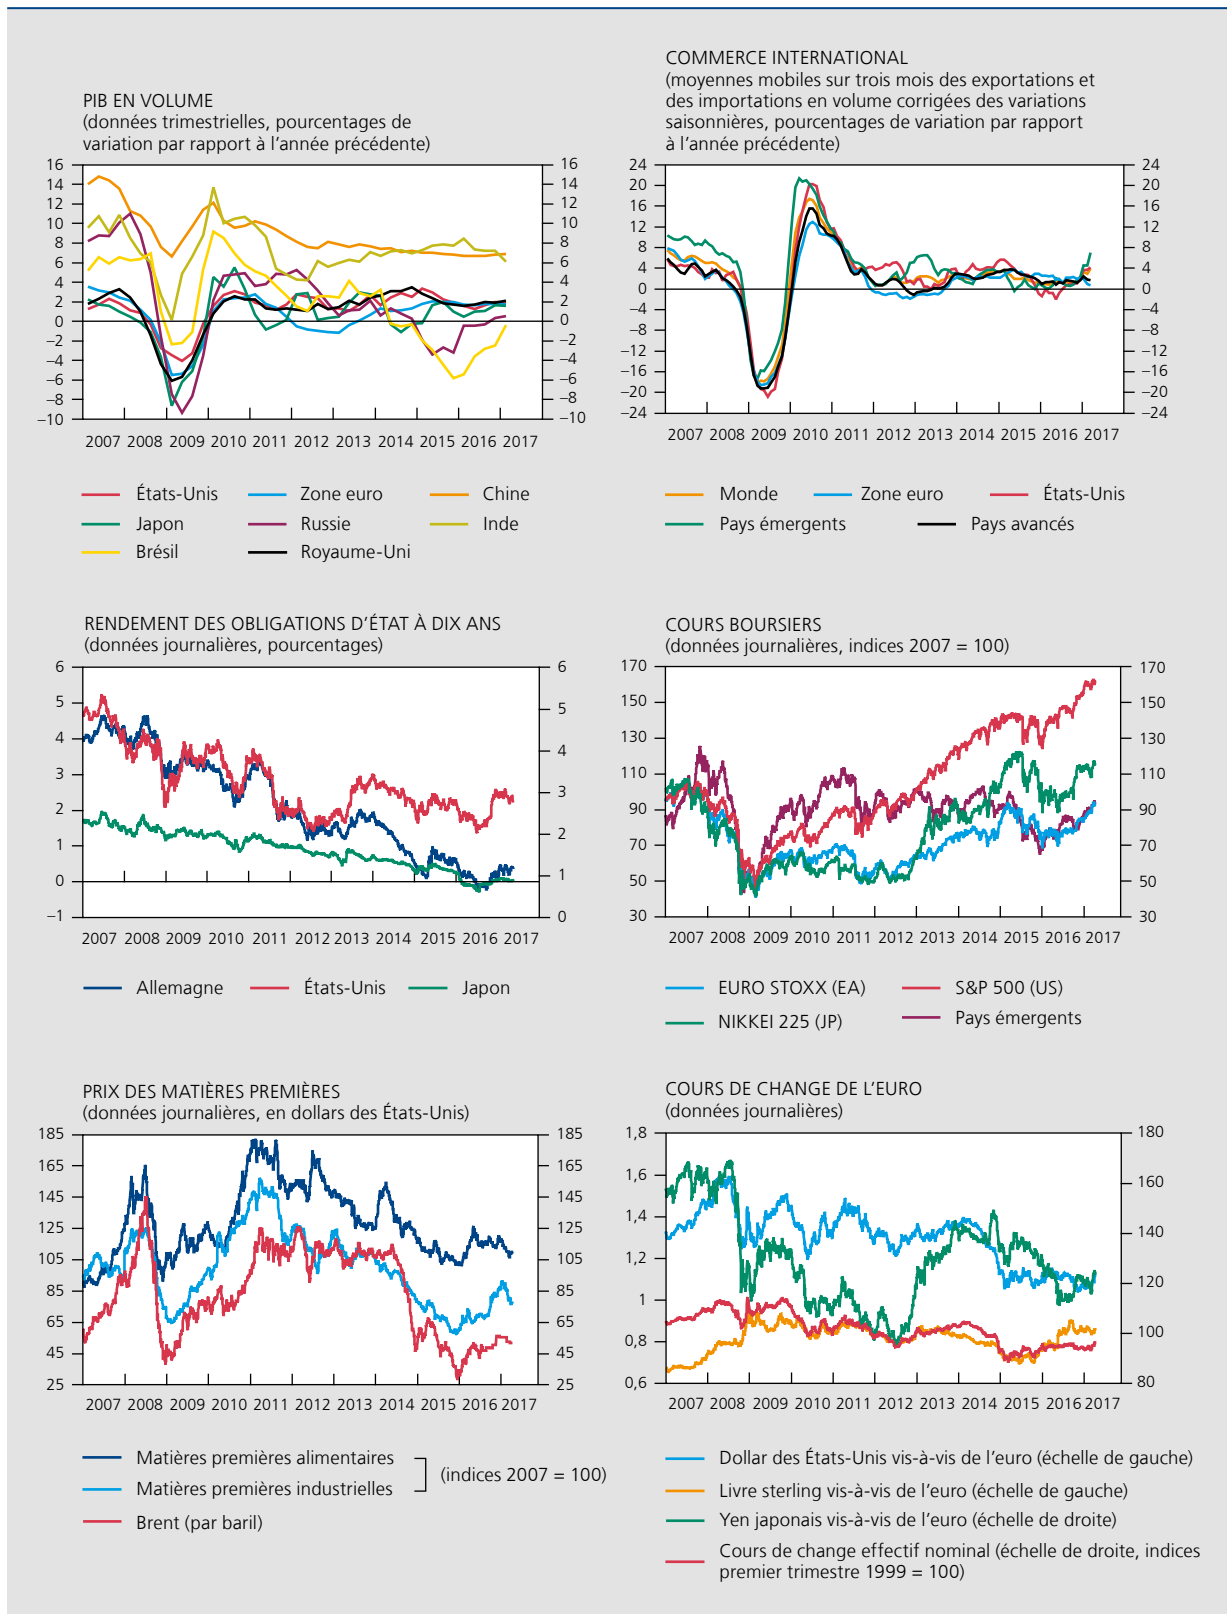 PIB EN VOLUME
(données trimestrielles, pourcentages de
variation par rapport à l'année précédente)
16 16
14 14
12 12
10 10
8 8
6 6
4 4
2 2
0 0
–2 –2
–4 –4
–6 –6
–8 –8
–10 –10
2007 2008 2009 2010 2011 2012 2013 2014 2015 2016 2017
États-Unis Zone euro Chine
Japon Russie Inde
Brésil Royaume-Uni
COMMERCE INTERNATIONAL
(moyennes mobiles sur trois mois des exportations et
des importations en volume corrigées des variations
saisonnières, pourcentages de variation par rapport
à l'année précédente)
24 24
20 20
16 16
12 12
8 8
4 4
0 0
–4 –4
–8 –8
–12 –12
–16 –16
–20 –20
–24 –24
2007 2008 2009 2010 2011 2012 2013 2014 2015 2016 2017
Monde Zone euro États-Unis
Pays émergents Pays avancés
RENDEMENT DES OBLIGATIONS D'ÉTAT À DIX ANS
(données journalières, pourcentages)
6 6
5 5
4 4
3 3
2 2
1 1
0
–1 0
2007 2008 2009 2010 2011 2012 2013 2014 2015 2016 2017
Allemagne États-Unis Japon
COURS BOURSIERS
(données journalières, indices 2007 = 100)
170 170
150 150
130 130
110 110
90 90
70 70
50 50
30 30
2007 2008 2009 2010 2011 2012 2013 2014 2015 2016 2017
EURO STOXX (EA) S&P 500 (US)
NIKKEI 225 (JP) Pays émergents
PRIX DES MATIÈRES PREMIÈRES
(données journalières, en dollars des États-Unis)
185 185
165 165
145 145
125 125
105 105
85 85
65 65
45 45
25 25
2007 2008 2009 2010 2011 2012 2013 2014 2015 2016 2017
Matières premières alimentaires
Matières premières industrielles
(indices 2007 = 100)
Brent (par baril)
COURS DE CHANGE DE L'EURO
(données journalières)
1,8 180
1,6 160
1,4 140
1,2 120
1
0,8 100
0,6 80
2007 2008 2009 2010 2011 2012 2013 2014 2015 2016 2017
Dollar des États-Unis vis-à-vis de l'euro (échelle de gauche)
Livre sterling vis-à-vis de l'euro (échelle de gauche)
Yen japonais vis-à-vis de l'euro (échelle de droite)
Cours de change effectif nominal (échelle de droite, indices
premier trimestre 1999 = 100)